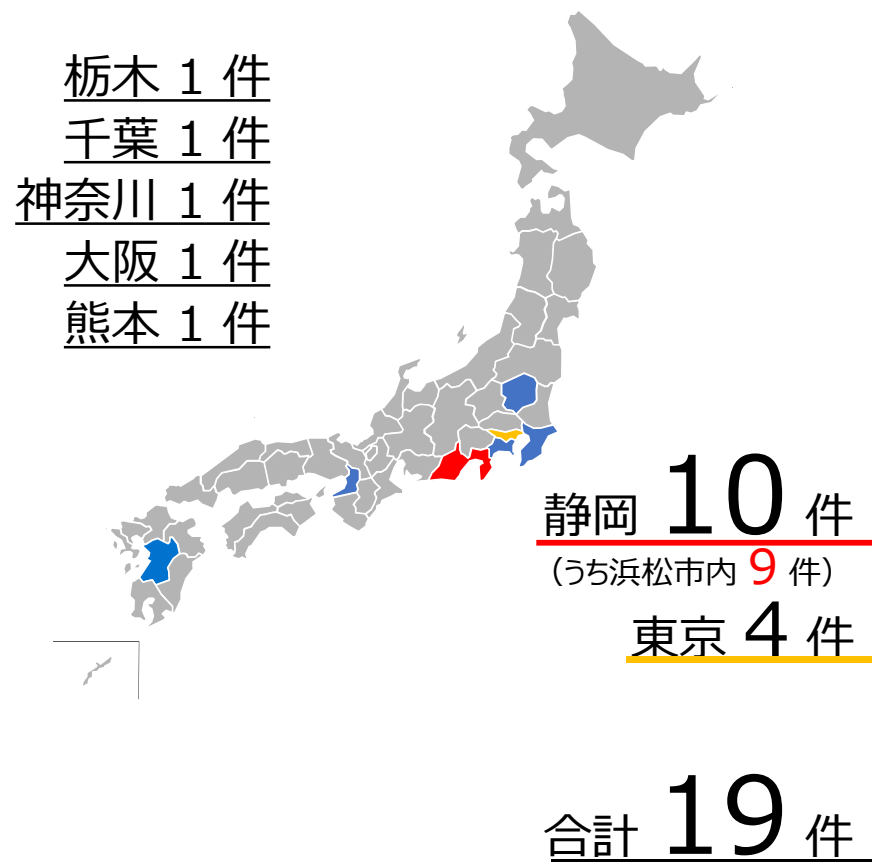 栃木 1 件
千葉 1 件
神奈川 1 件
大阪 1 件
熊本 1 件
静岡 10 件
(うち浜松市内 9 件)
東京 4 件
合計 19 件